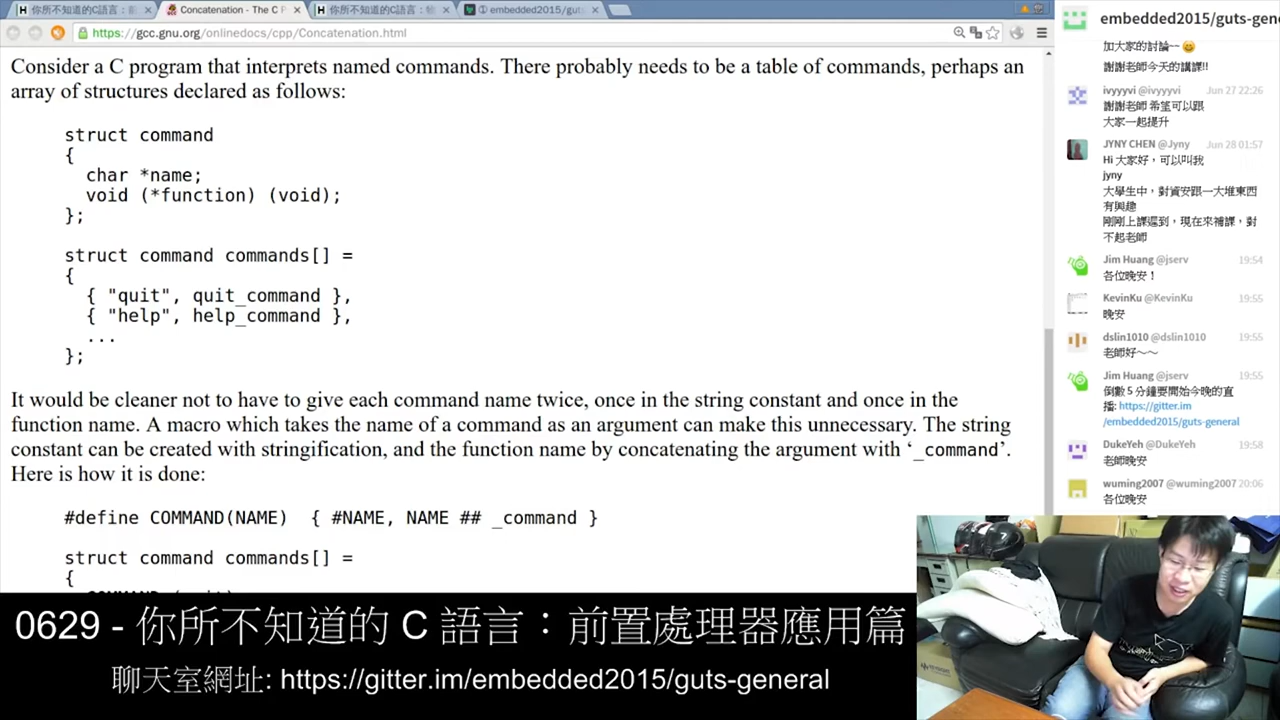 你所不知道的C語言：前
Concatenation - The C P
你所不知道的C語言：物
① embedded2015/guts
https://gcc.gnu.org/onlinedocs/cpp/Concatenation.html
Consider a C program that interprets named commands. There probably needs to be a table of commands, perhaps an
array of structures declared as follows:
struct command
{
char *name;
void (*function) (void);
};
struct command commands[] =
{
{ "quit", quit_command },
{ "help", help_command },
...
};
It would be cleaner not to have to give each command name twice, once in the string constant and once in the
function name. A macro which takes the name of a command as an argument can make this unnecessary. The string
constant can be created with stringification, and the function name by concatenating the argument with ‘_command’.
Here is how it is done:
#define COMMAND(NAME) { #NAME, NAME ## _command }
struct command commands[] =
{
embedded2015/guts-gene
加大家的討論~~
謝謝老師今天的講課!!
ivyyyvi @ivyyyvi Jun 27 22:26
謝謝老師 希望可以跟
大家一起提升
JYNY CHEN @Jyny Jun 28 01:57
Hi 大家好，可以叫我
jyny
大學生中，對資安跟一大堆東西
有興趣
剛剛上課遲到，現在來補課，對
不起老師
Jim Huang @jserv 19:54
各位晚安！
KevinKu @KevinKu 19:55
晚安
dslin1010 @dslin1010 19:55
老師好～～
Jim Huang @jserv 19:55
倒數 5 分鐘要開始今晚的直
播: https://gitter.im
/embedded2015/guts-general
DukeYeh @DukeYeh 19:58
老師晚安
wuming2007 @wuming2007 20:06
各位晚安
0629 - 你所不知道的 C 語言：前置處理器應用篇
聊天室網址: https://gitter.im/embedded2015/guts-general